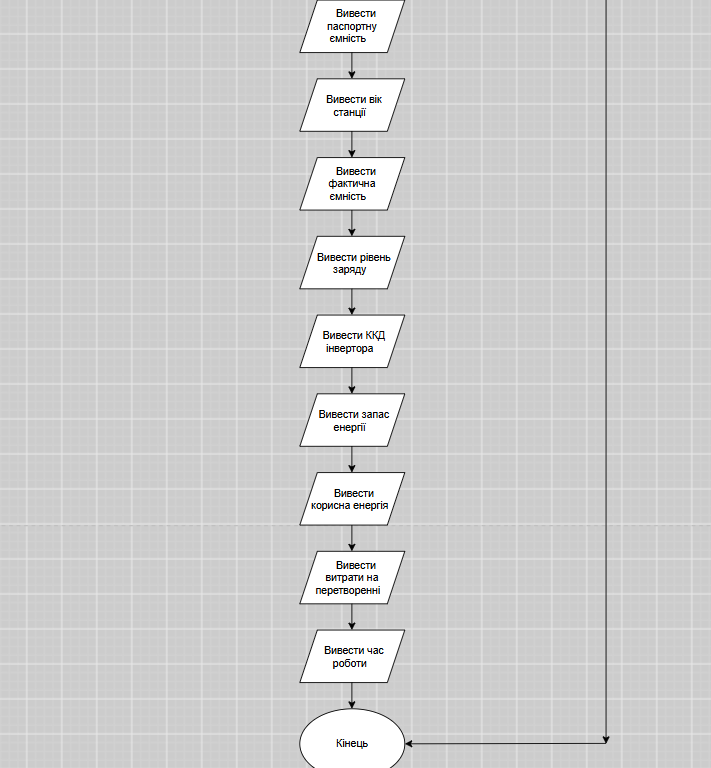 Вивести
паспортну
ємність
Вивести вік
станції
Вивести
фактична
ємність
Вивести рівень
заряду
Вивести ККД
інвертора
Вивести запас
енергії
Вивести
корисна енергія
Вивести
витрати на
перетворенні
Вивести час
роботи
Кінець